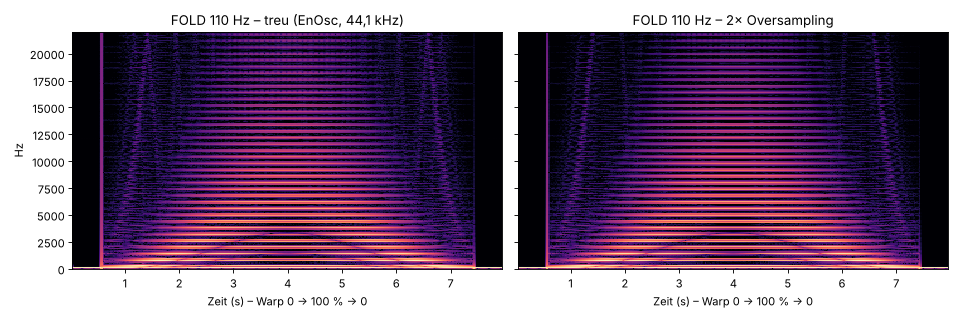 FOLD 110 Hz – treu (EnOsc, 44,1 kHz)
FOLD 110 Hz – 2× Oversampling
20000
17500
15000
12500
10000
7500
5000
2500
0
Hz
1 2 3 4 5 6 7
1 2 3 4 5 6 7
Zeit (s) – Warp 0 → 100 % → 0
Zeit (s) – Warp 0 → 100 % → 0